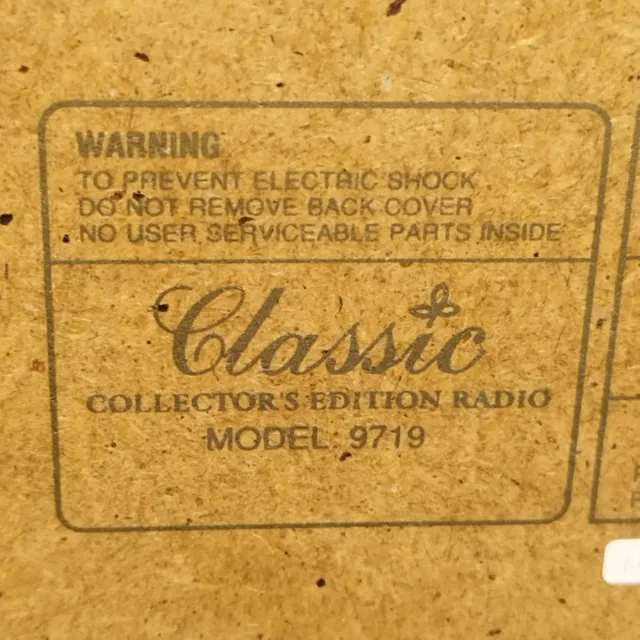 WARNING
TO PREVENT ELECTRIC SHOCK
DO NOT REMOVE BACK COVER
NO USER SERVICEABLE PARTS INSIDE
Classic
COLLECTOR'S EDITION RADIO
MODEL: 9719